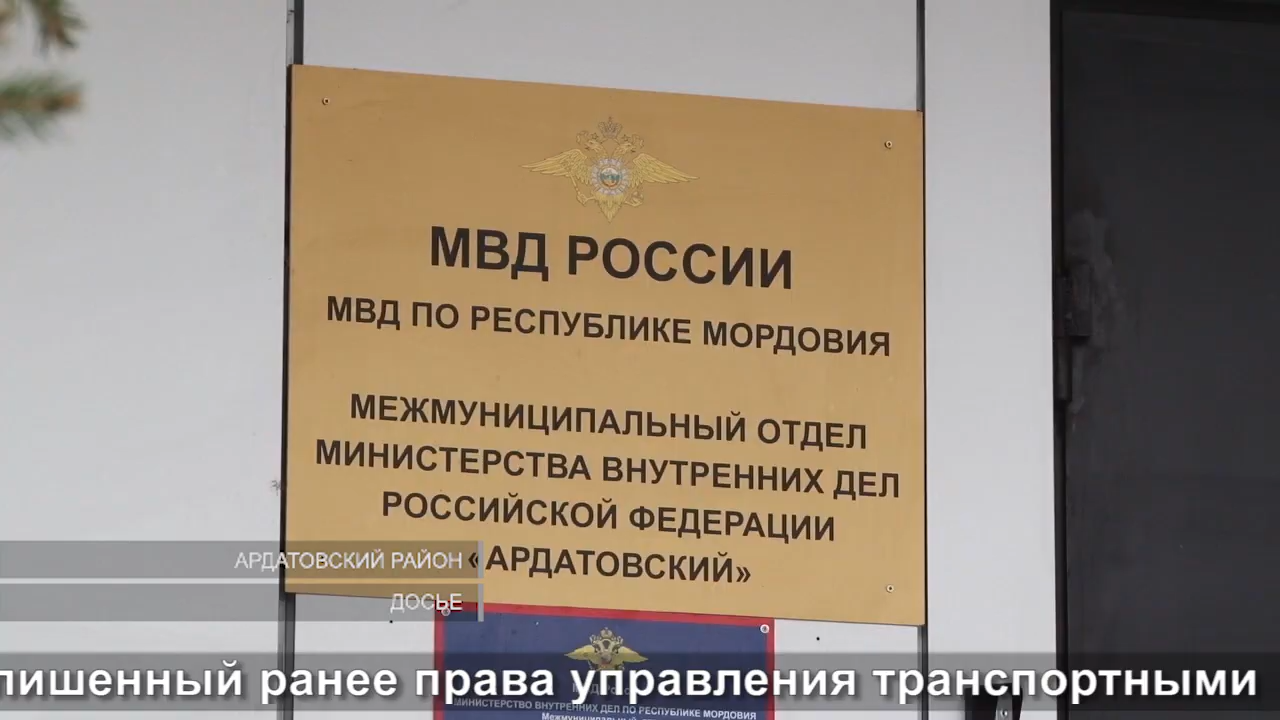 МВД РОССИИ
МВД ПО РЕСПУБЛИКЕ МОРДОВИЯ
МЕЖМУНИЦИПАЛЬНЫЙ ОТДЕЛ
МИНИСТЕРСТВА ВНУТРЕННИХ ДЕЛ
РОССИЙСКОЙ ФЕДЕРАЦИИ
«АРДАТОВСКИЙ»
АРДАТОВСКИЙ РАЙОН
ДОСЬЕ
лишенный ранее права управления транспортными
МИНИСТЕРСТВО ВНУТРЕННИХ ДЕЛ ПО РЕСПУБЛИКЕ МОРДОВИЯ